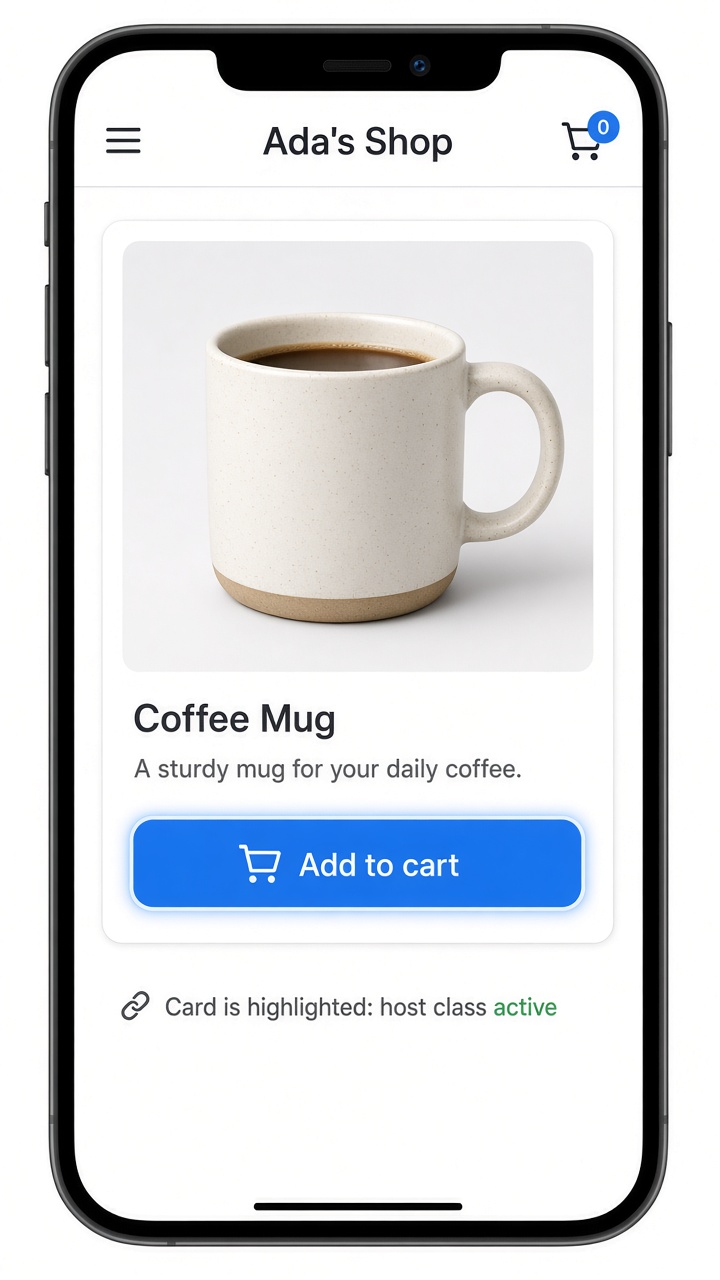 Ada's Shop
0
Coffee Mug
A sturdy mug for your daily coffee.
Add to cart
Card is highlighted: host class active